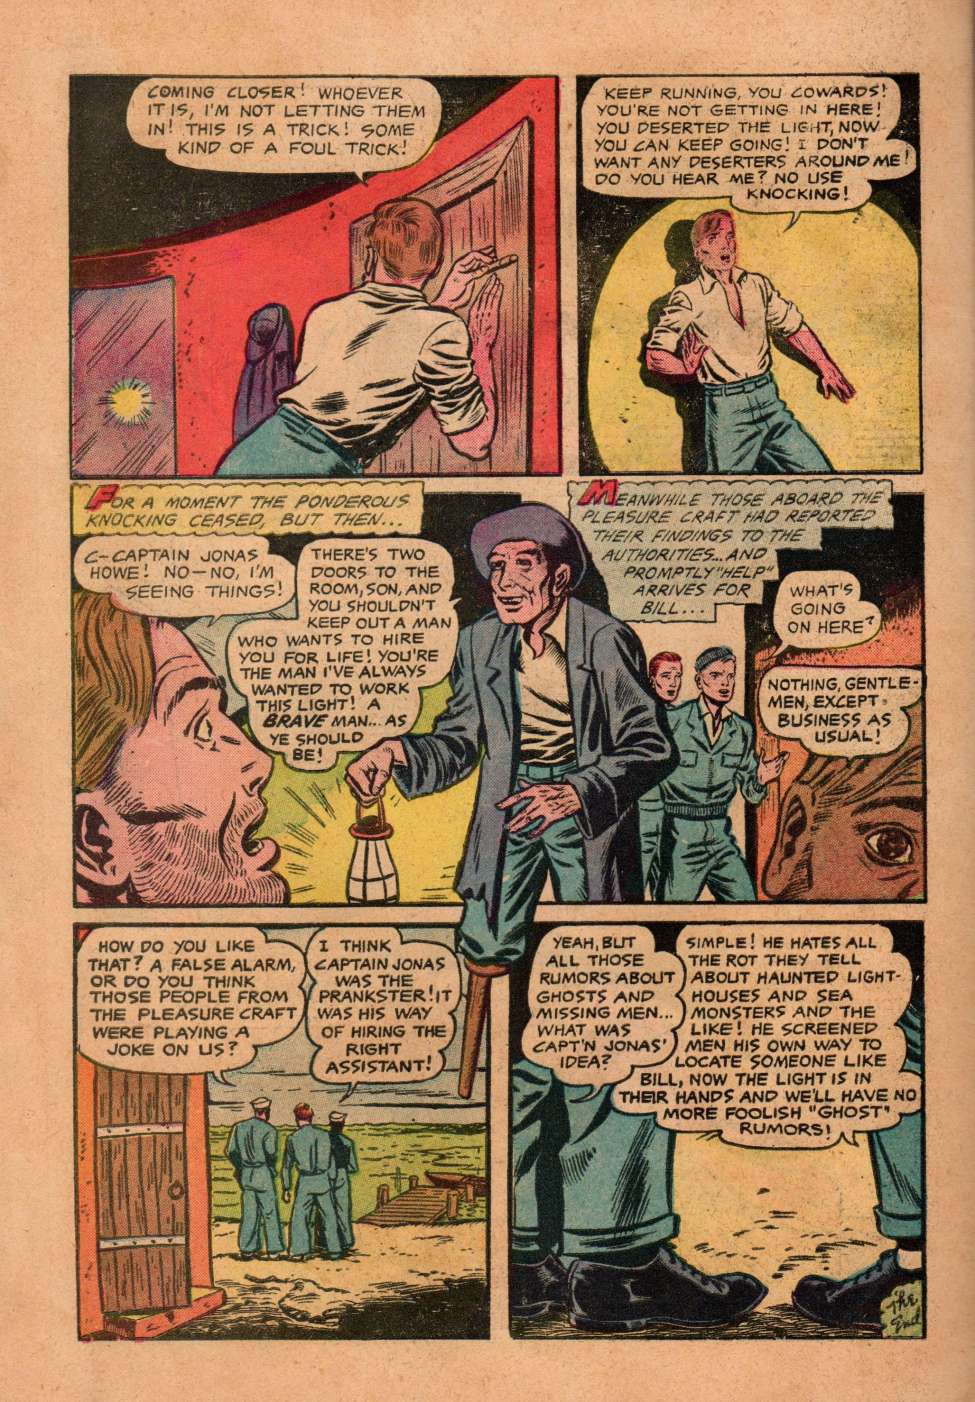 COMING CLOSER! WHOEVER
IT IS, I'M NOT LETTING THEM
IN! THIS IS A TRICK! SOME
KIND OF A FOUL TRICK!
KEEP RUNNING, YOU COWARDS!
YOU'RE NOT GETTING IN HERE!
YOU DESERTED THE LIGHT, NOW
YOU CAN KEEP GOING! I DON'T
WANT ANY DESERTERS AROUND ME!
DO YOU HEAR ME? NO USE
KNOCKING!
FOR A MOMENT THE PONDEROUS
KNOCKING CEASED, BUT THEN...
C-CAPTAIN JONAS
HOWE! NO-NO, I'M
SEEING THINGS!
THERE'S TWO
DOORS TO THE
ROOM, SON, AND
YOU SHOULDN'T
KEEP OUT A MAN
WHO WANTS TO HIRE
YOU FOR LIFE! YOU'RE
THE MAN I'VE ALWAYS
WANTED TO WORK
THIS LIGHT! A
BRAVE MAN... AS
YE SHOULD
BE!
MEANWHILE THOSE ABOARD THE
PLEASURE CRAFT HAD REPORTED
THEIR FINDINGS TO THE
AUTHORITIES... AND
PROMPTLY "HELP"
ARRIVES FOR
BILL...
WHAT'S
GOING
ON HERE?
NOTHING, GENTLE-
MEN, EXCEPT
BUSINESS AS
USUAL!
HOW DO YOU LIKE
THAT? A FALSE ALARM,
OR DO YOU THINK
THOSE PEOPLE FROM
THE PLEASURE CRAFT
WERE PLAYING A
JOKE ON US?
I THINK
CAPTAIN JONAS
WAS THE
PRANKSTER! IT
WAS HIS WAY
OF HIRING THE
RIGHT
ASSISTANT!
YEAH, BUT
ALL THOSE
RUMORS ABOUT
GHOSTS AND
MISSING MEN...
WHAT WAS
CAPT'N JONAS'
IDEA?
SIMPLE! HE HATES ALL
THE ROT THEY TELL
ABOUT HAUNTED LIGHT-
HOUSES AND SEA
MONSTERS AND THE
LIKE! HE SCREENED
MEN HIS OWN WAY TO
LOCATE SOMEONE LIKE
BILL, NOW THE LIGHT IS IN
THEIR HANDS AND WE'LL HAVE NO
MORE FOOLISH "GHOST"
RUMORS!
The
End